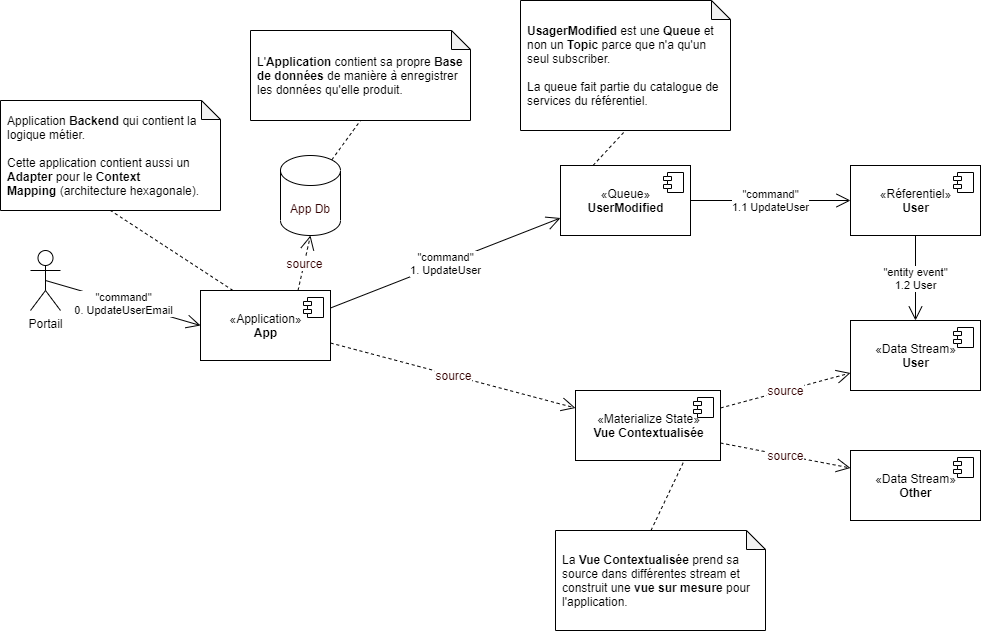 UsagerModified est une Queue et
non un Topic parce que n'a qu'un
seul subscriber.
La queue fait partie du catalogue de
services du référentiel.
L'Application contient sa propre Base
de données de manière à enregistrer
les données qu'elle produit.
Application Backend qui contient la
logique métier.
Cette application contient aussi un
Adapter pour le Context
Mapping (architecture hexagonale).
App Db
«Queue»
UserModified
"command"
1.1 UpdateUser
«Réferentiel»
User
source
"command"
1. UpdateUser
"entity event"
1.2 User
"command"
0. UpdateUserEmail
Portail
«Application»
App
«Data Stream»
User
source
source
«Materialize State»
Vue Contextualisée
source
«Data Stream»
Other
La Vue Contextualisée prend sa
source dans différentes stream et
construit une vue sur mesure pour
l'application.